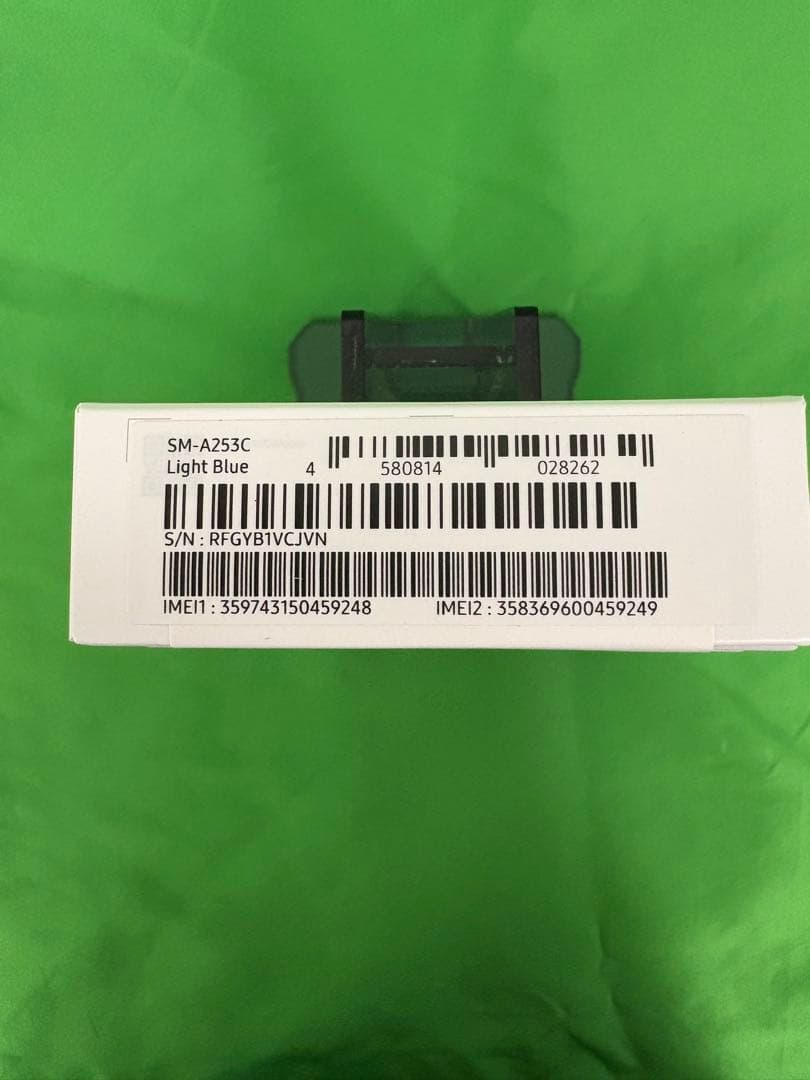 SM-A253C
Light Blue
4 580814 028262
S/N : RFGYB1VCJVN
IMEI1 : 359743150459248 IMEI2 : 358369600459249